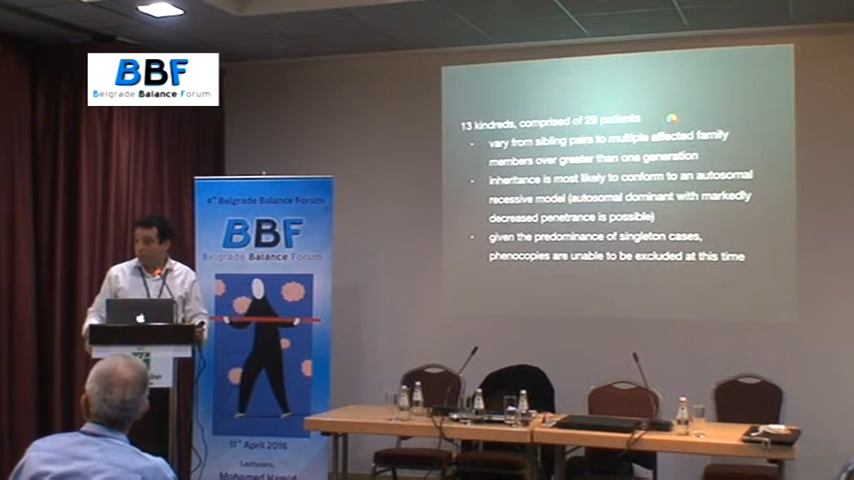 BBF
Belgrade Balance Forum
13 kindreds, comprised of 29 patients
vary from sibling pairs to multiple affected family
members over greater than one generation
inheritance is most likely to conform to an autosomal
recessive model (autosomal dominant with markedly
decreased penetrance is possible)
given the predominance of singleton cases,
phenocopies are unable to be excluded at this time
4th Belgrade Balance Forum
BBF
Belgrade Balance Forum
11th April 2016
Lecturers,
Mohamed Hamid